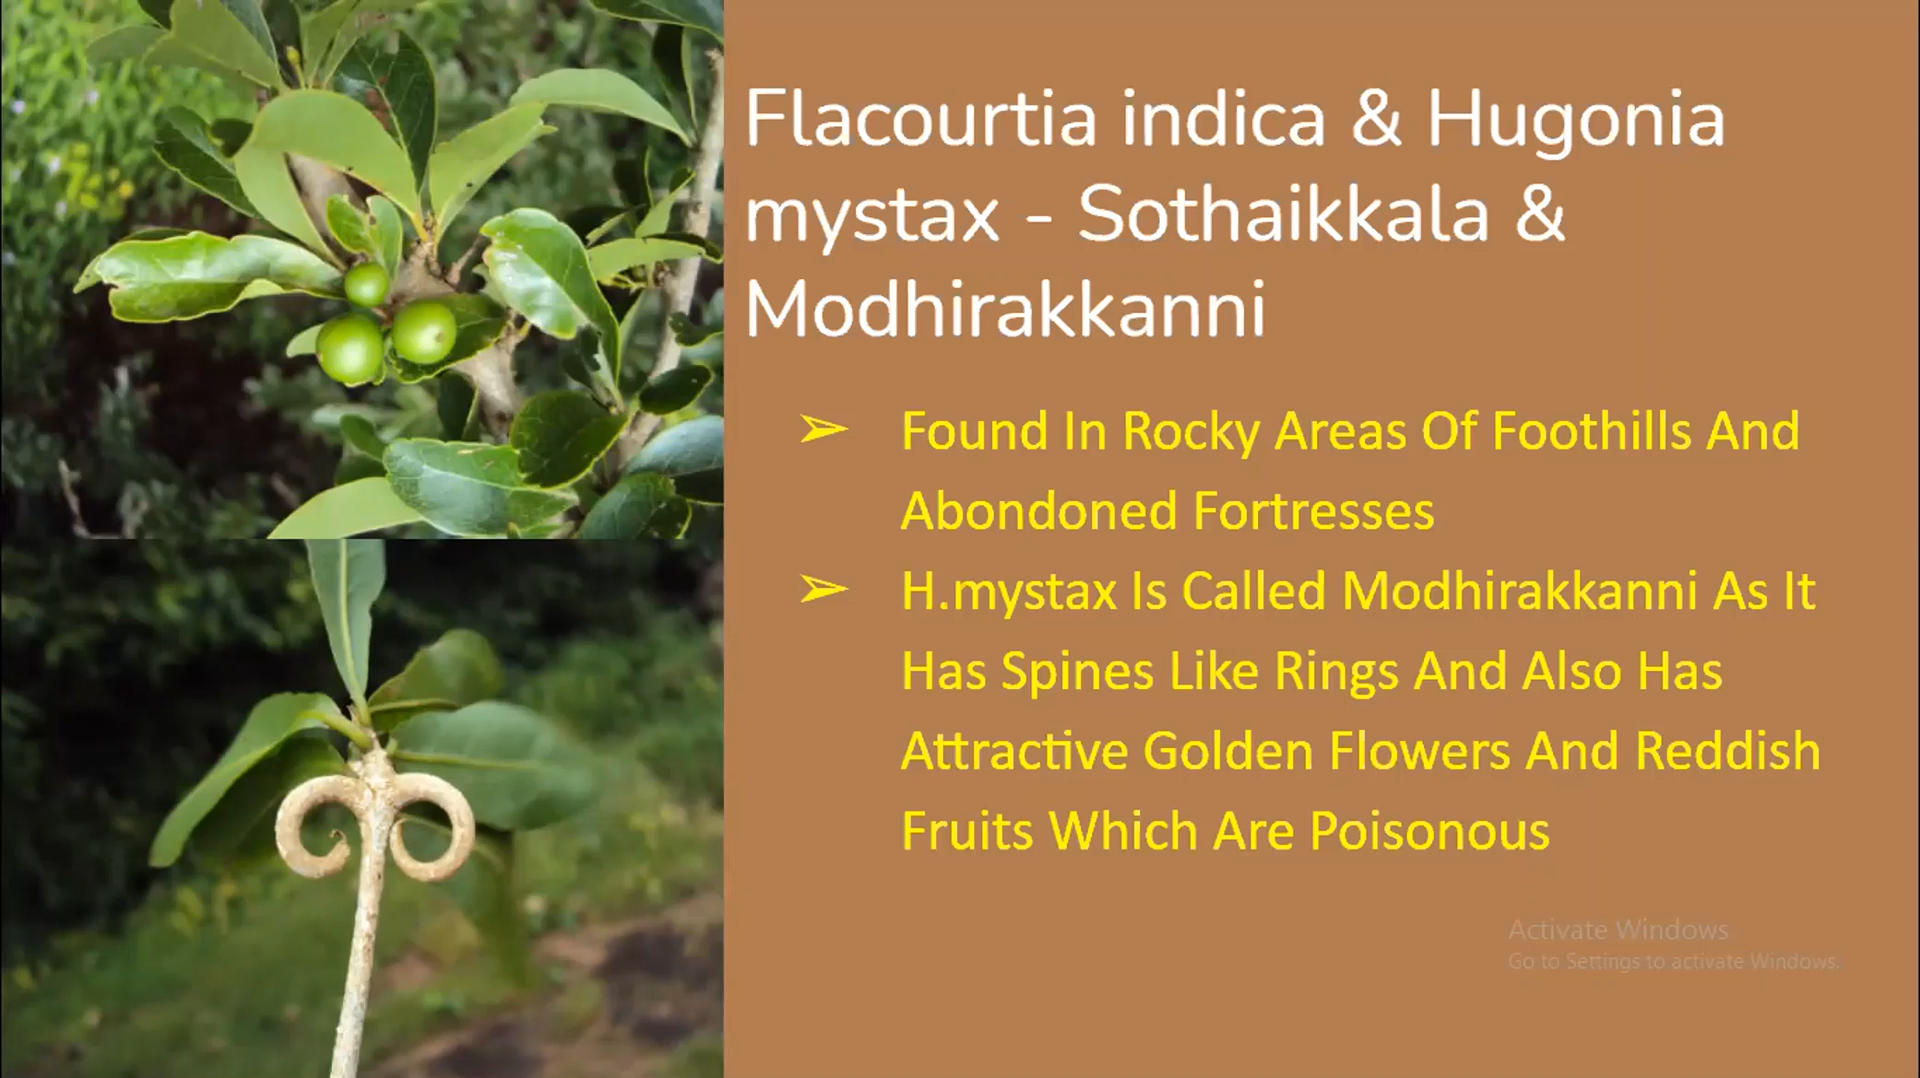 Flacourtia indica & Hugonia
mystax - Sothaikkala &
Modhirakkanni
➢ Found In Rocky Areas Of Foothills And
Abondoned Fortresses
➢ H.mystax Is Called Modhirakkanni As It
Has Spines Like Rings And Also Has
Attractive Golden Flowers And Reddish
Fruits Which Are Poisonous
Activate Windows
Go to Settings to activate Windows.